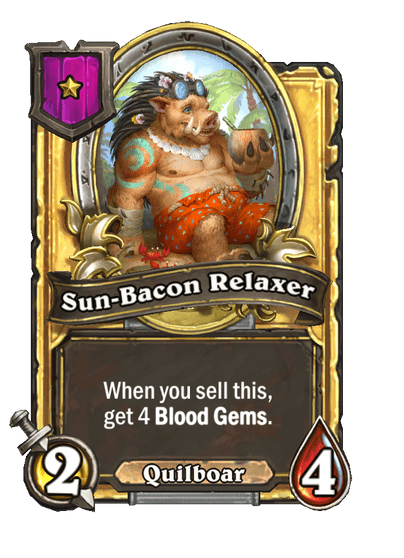 Sun-Bacon Relaxer
When you sell this,
get 4 Blood Gems.
2
Quilboar
4